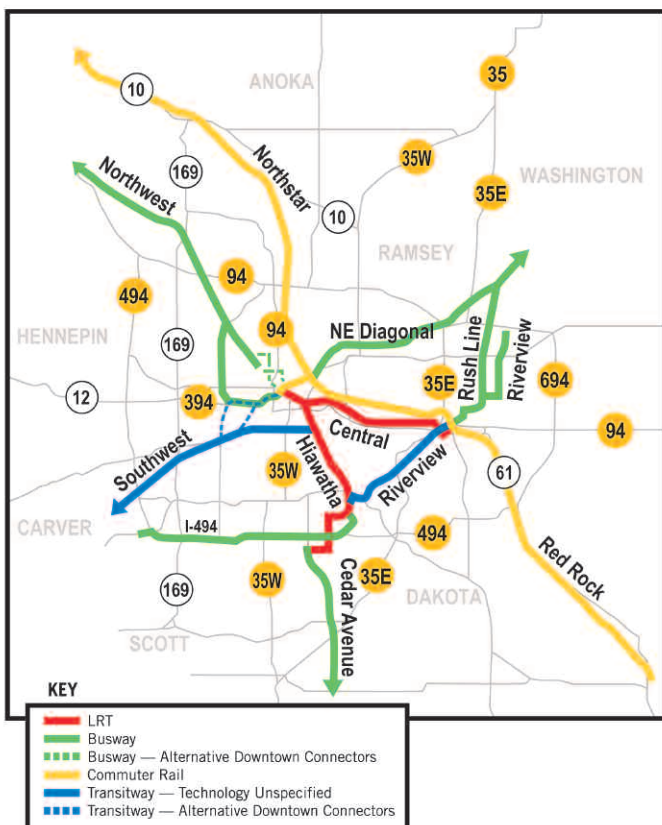 35
10
ANOKA
Northstar
35W
169
Northwest
WASHINGTON
35E
10
RAMSEY
94
494
HENNEPIN
94
NE Diagonal
169
Rush Line
Riverview
35E
694
12
394
Central
94
Southwest
Hiawatha
35W
Riverview
61
CARVER
I-494
494
Red Rock
169
35W
Cedar Avenue
35E
DAKOTA
SCOTT
KEY
LRT
Busway
Busway — Alternative Downtown Connectors
Commuter Rail
Transitway — Technology Unspecified
Transitway — Alternative Downtown Connectors